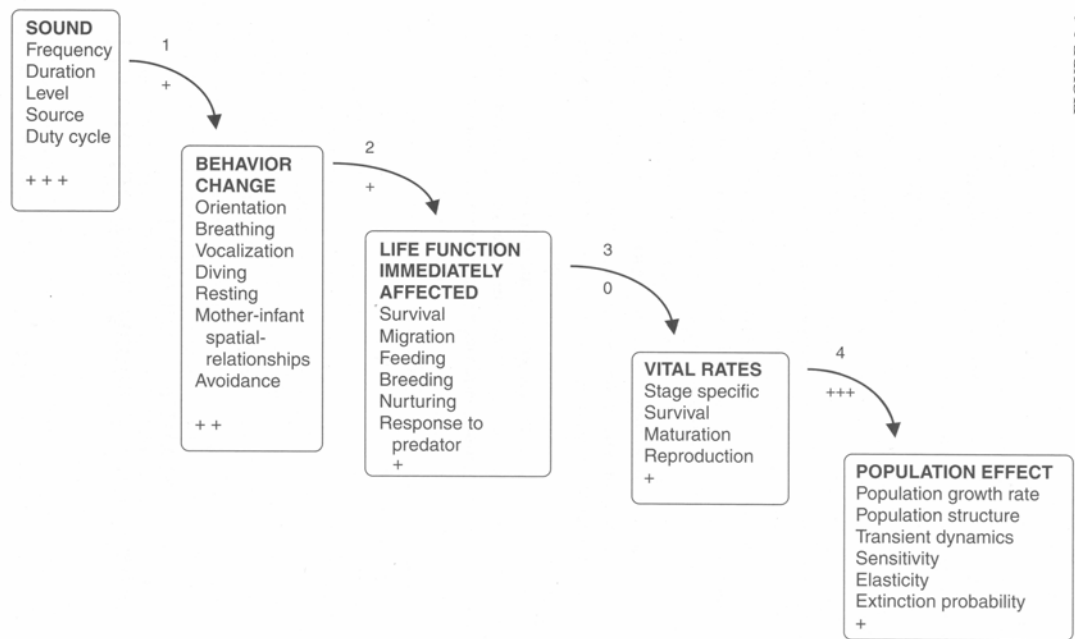 SOUND
Frequency
Duration
Level
Source
Duty cycle
+ + +
1
+
BEHAVIOR
CHANGE
Orientation
Breathing
Vocalization
Diving
Resting
Mother-infant
spatial-
relationships
Avoidance
+ +
2
+
LIFE FUNCTION
IMMEDIATELY
AFFECTED
Survival
Migration
Feeding
Breeding
Nurturing
Response to
predator
+
3
0
VITAL RATES
Stage specific
Survival
Maturation
Reproduction
+
4
+++
POPULATION EFFECT
Population growth rate
Population structure
Transient dynamics
Sensitivity
Elasticity
Extinction probability
+